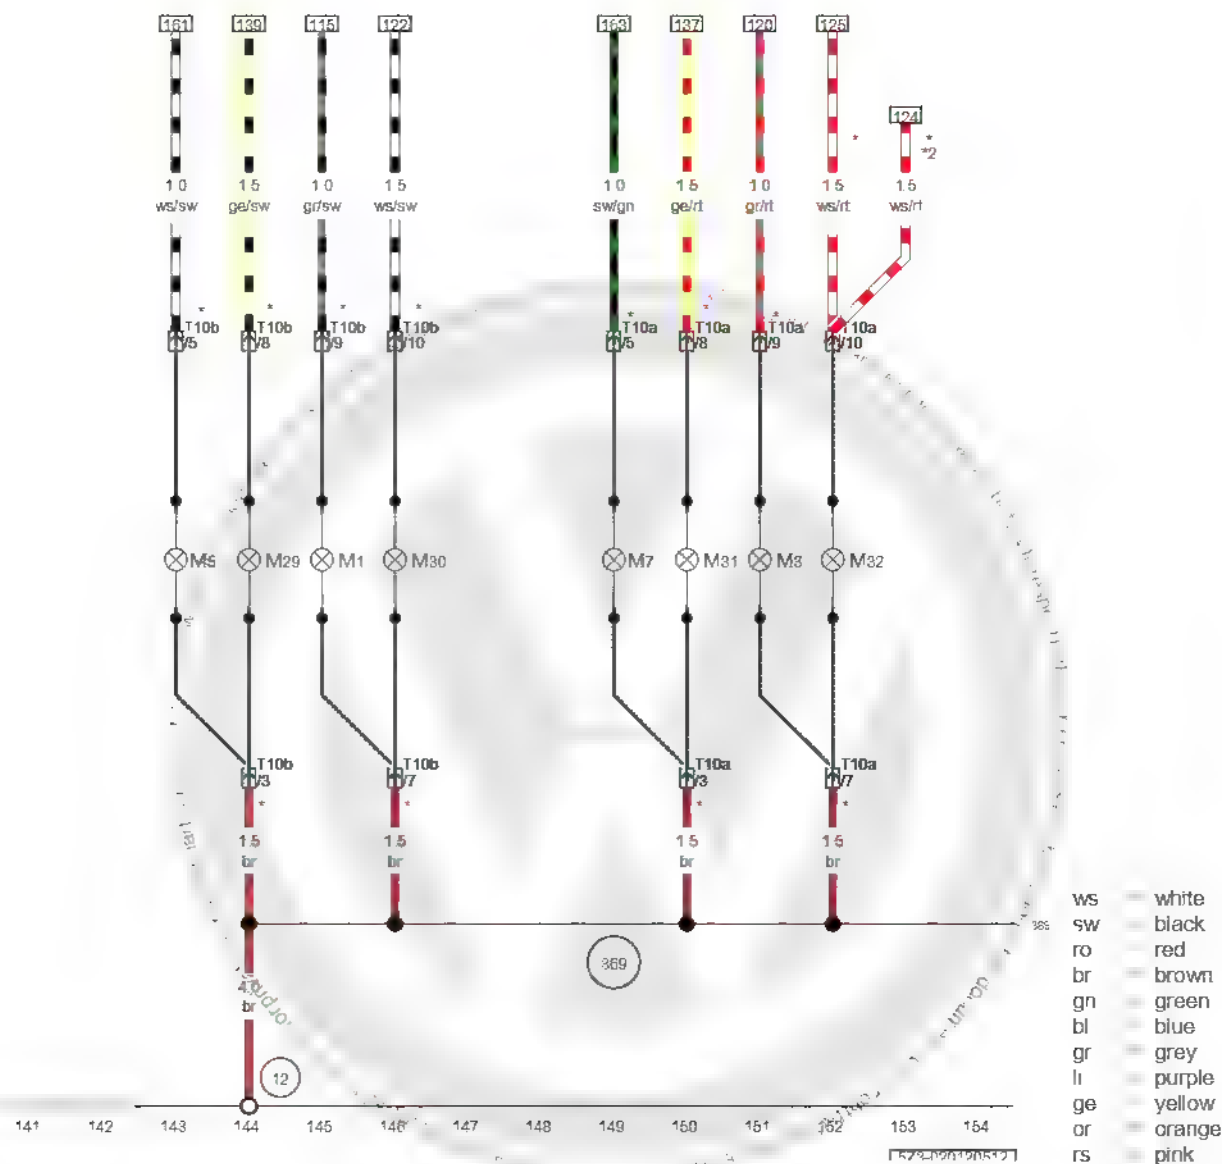 161 139 115 122 163 137 120 125
124
*
*
*2
1.0 1.5 1.0 1.5 1.0 1.5 1.0 1.5 1.5
ws/sw ge/sw gr/sw ws/sw sw/gn ge/rt gr/rt ws/rt ws/rt
* * * * * * *
T10b T10b T10b T10b T10a T10a T10a T10a
/5 /8 /9 /10 /5 /8 /9 /10
M5 M29 M1 M30 M7 M31 M3 M32
T10b T10b T10a T10a
/3 /7 /3 /7
* * * *
1.5 1.5 1.5 1.5
br br br br
369
369
4.0
br
12
141 142 143 144 145 146 147 148 149 150 151 152 153 154
ws = white
sw = black
ro = red
br = brown
gn = green
bl = blue
gr = grey
li = purple
ge = yellow
or = orange
rs = pink